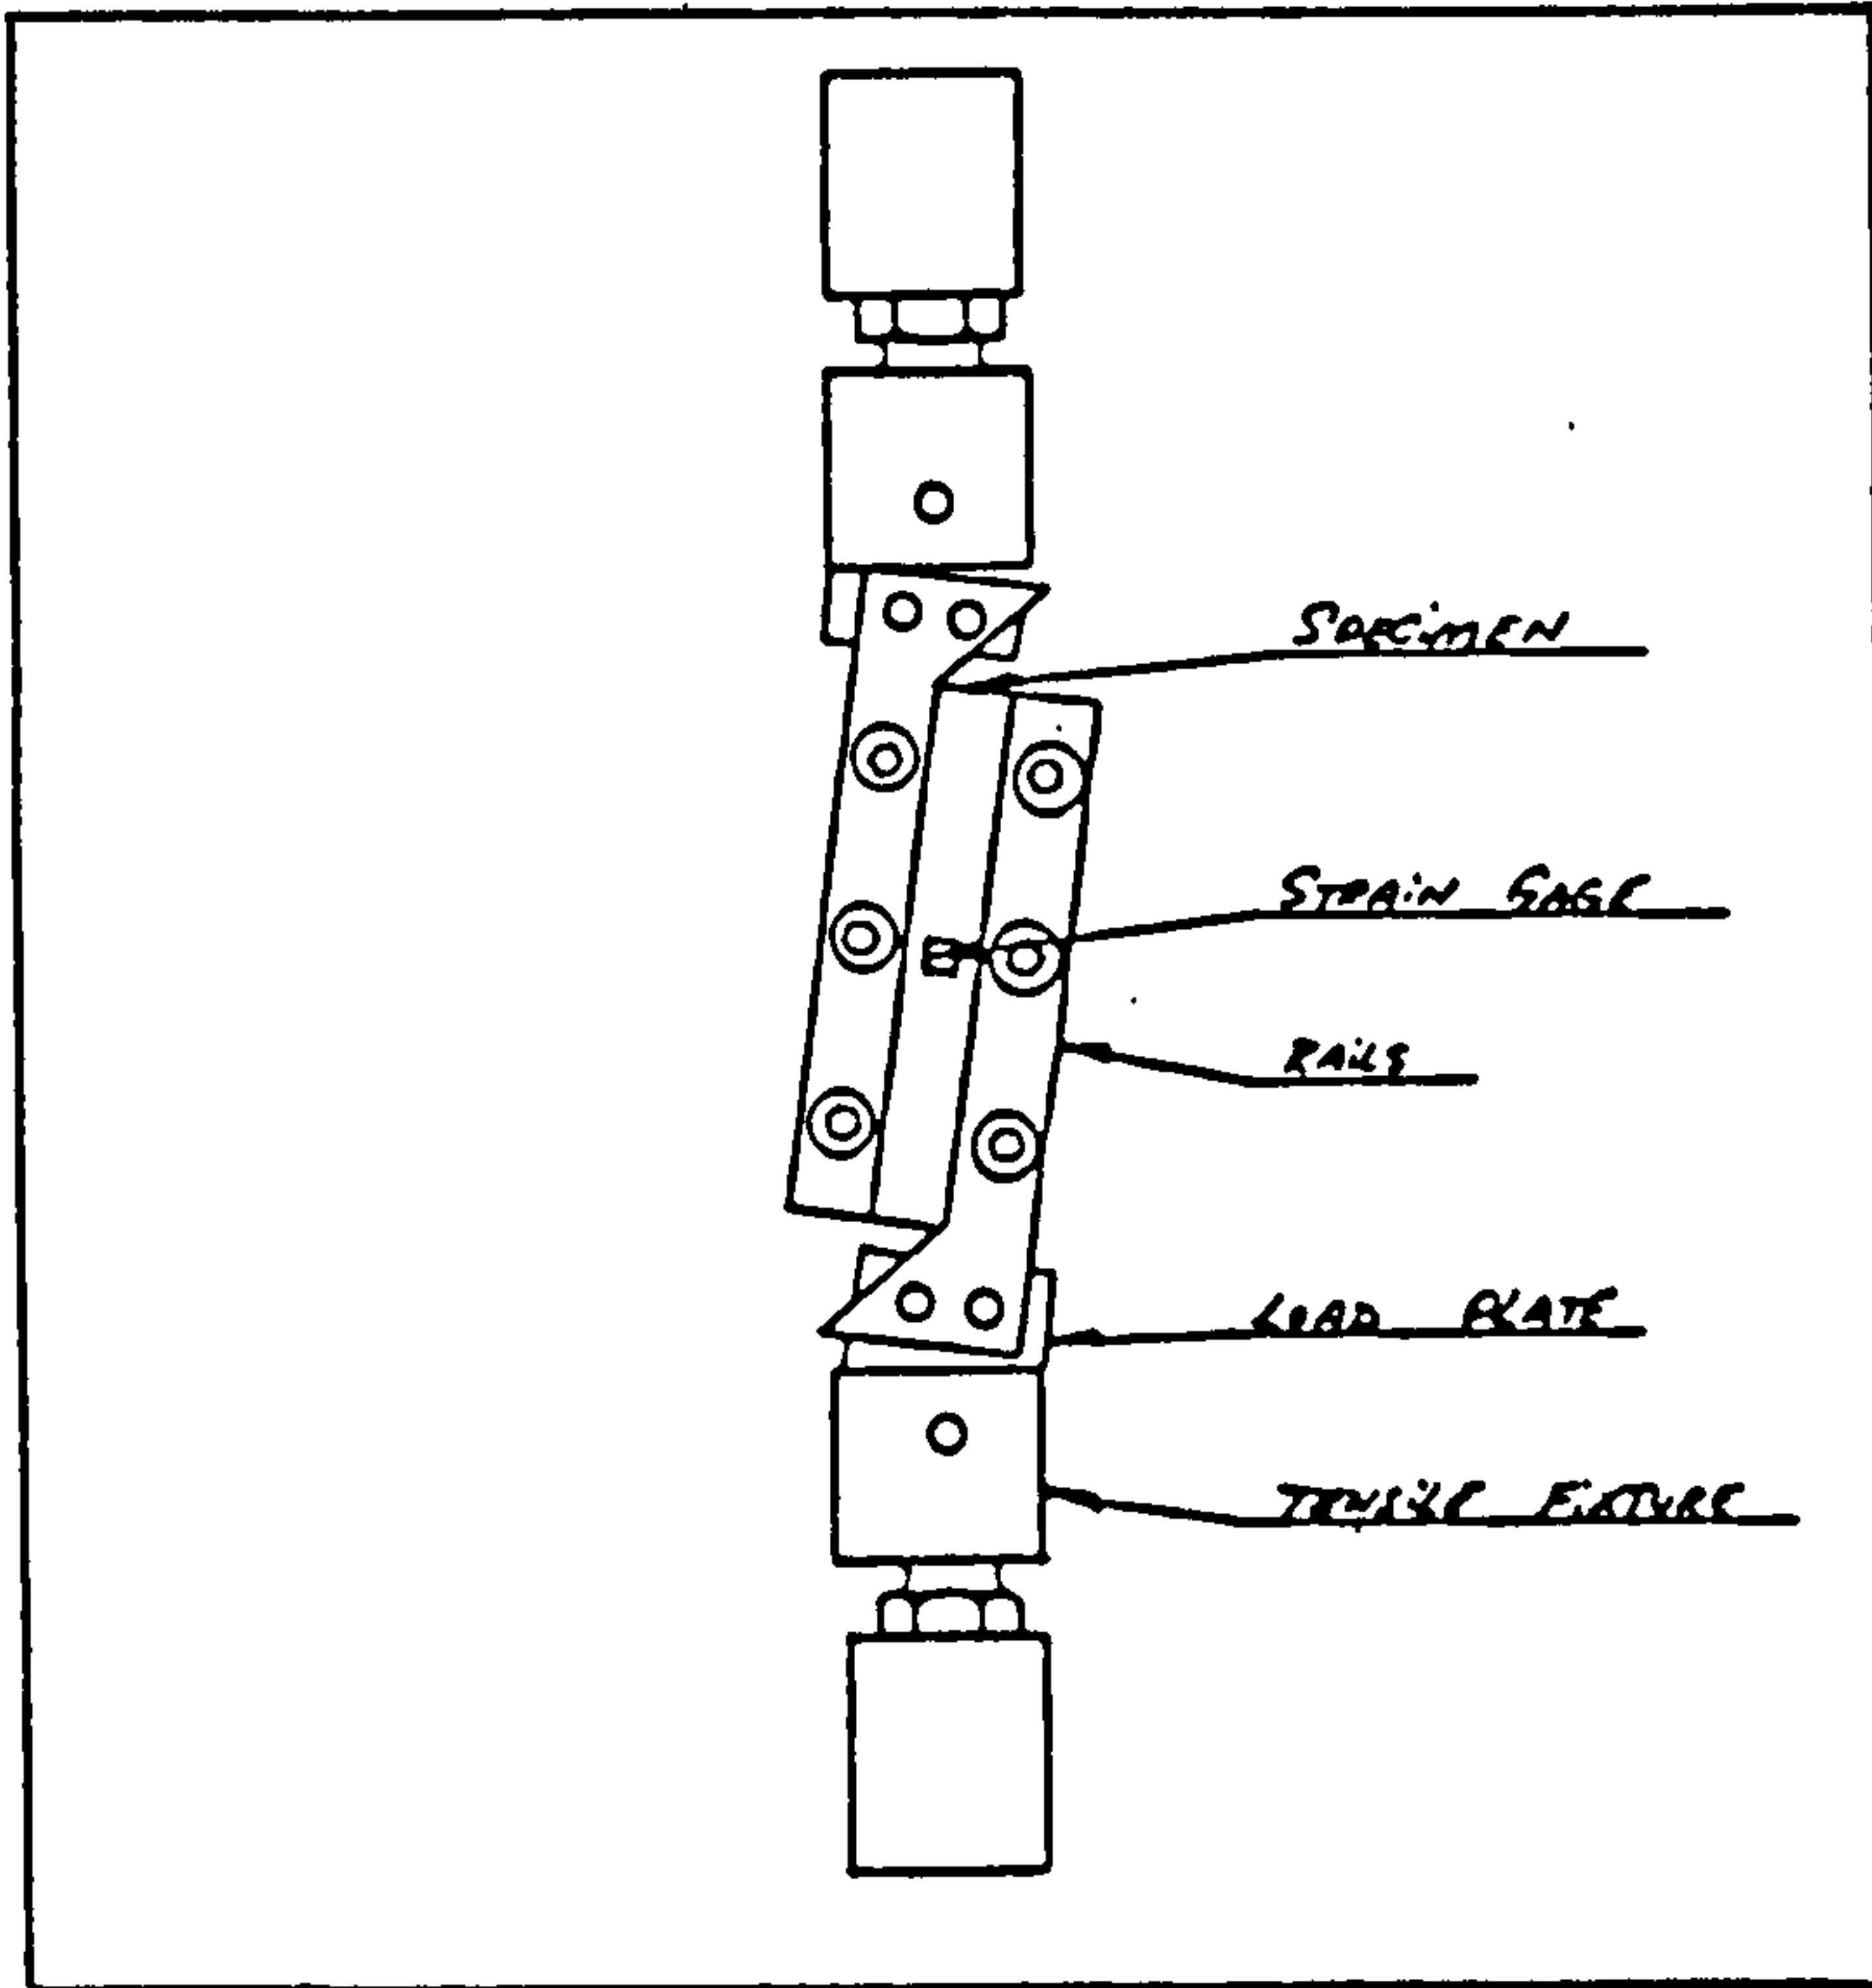 SPECiMEN
STRAiN GAGE
RAiLS
LOAD PLATE
TENSiLE FiXTURE